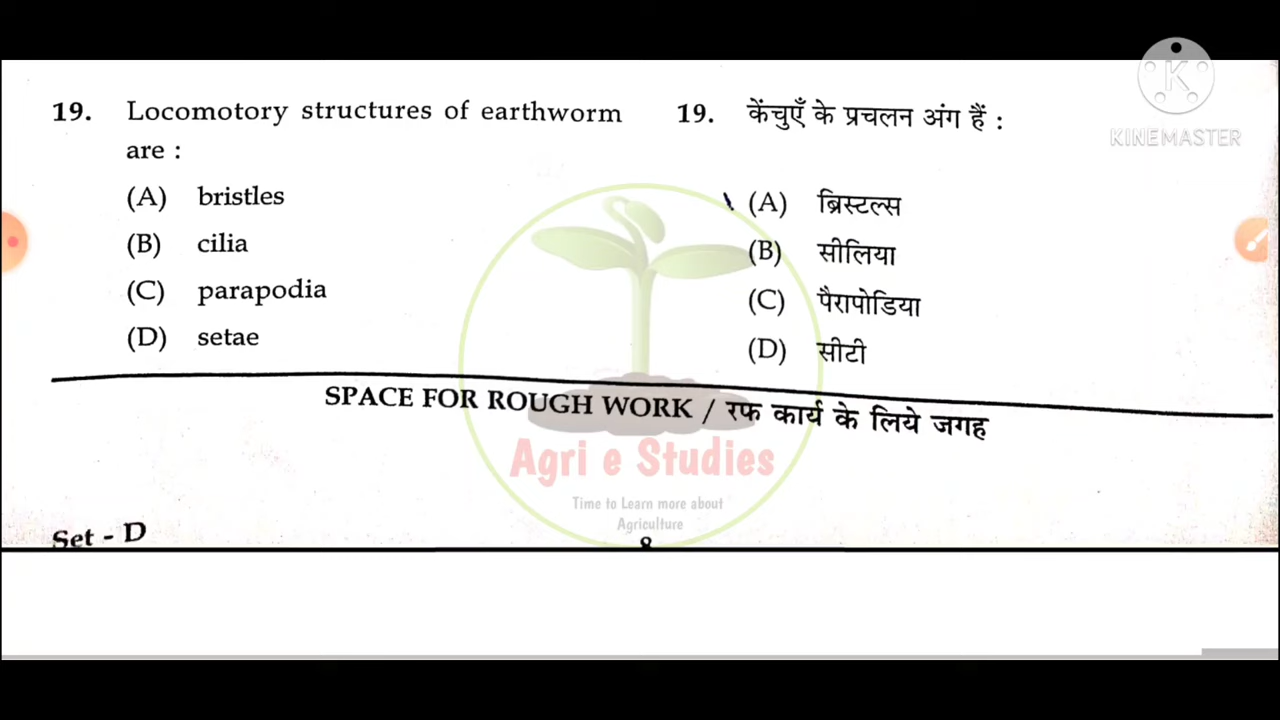 KINEMASTER
19. Locomotory structures of earthworm
are :
(A) bristles
(B) cilia
(C) parapodia
(D) setae
19. केंचुएँ के प्रचलन अंग हैं :
(A) ब्रिस्टल्स
(B) सीलिया
(C) पैरापोडिया
(D) सीटी
SPACE FOR ROUGH WORK / रफ कार्य के लिये जगह
Agri e Studies
Time to Learn more about
Agriculture
Set - D
8